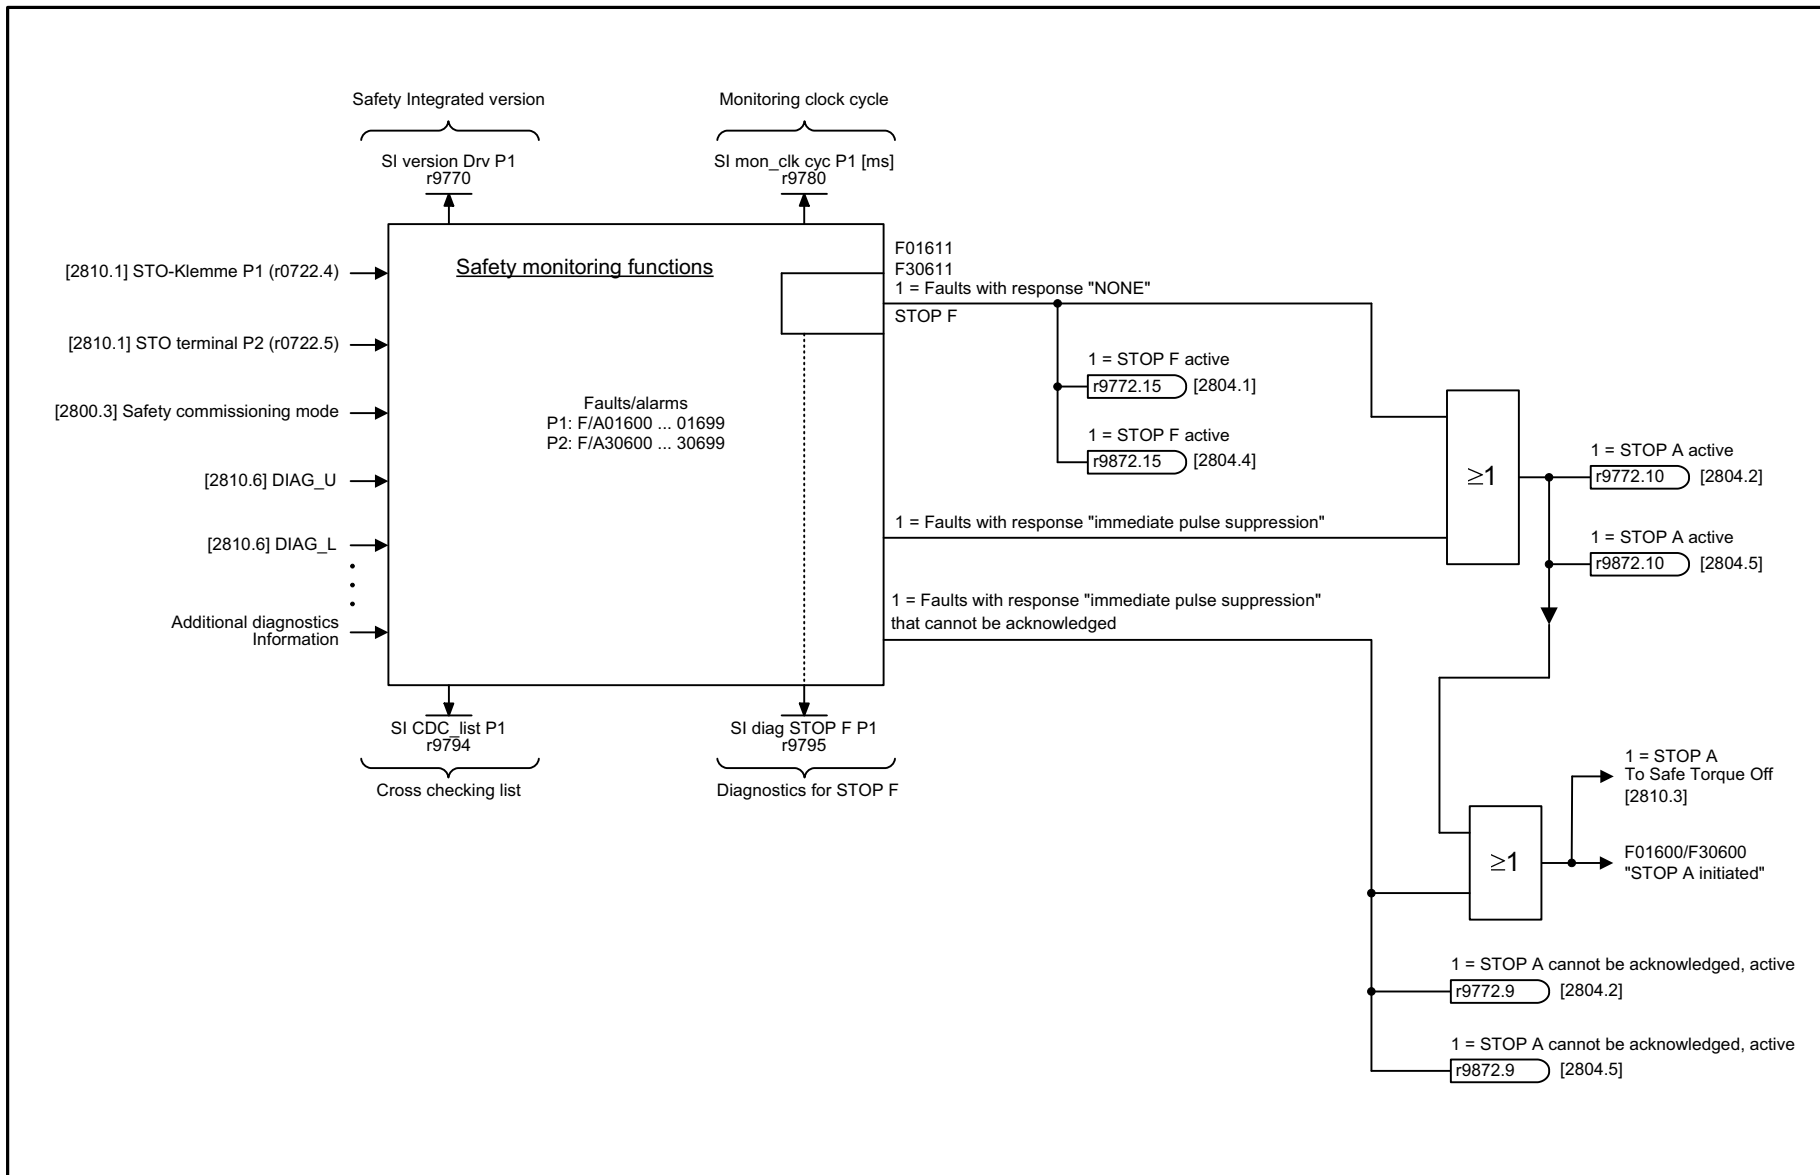 Safety Integrated version
Monitoring clock cycle
SI version Drv P1
r9770
SI mon_clk cyc P1 [ms]
r9780
[2810.1] STO-Klemme P1 (r0722.4)
[2810.1] STO terminal P2 (r0722.5)
[2800.3] Safety commissioning mode
[2810.6] DIAG_U
[2810.6] DIAG_L
Additional diagnostics
Information
Safety monitoring functions
Faults/alarms
P1: F/A01600 ... 01699
P2: F/A30600 ... 30699
F01611
F30611
1 = Faults with response "NONE"
STOP F
1 = STOP F active
r9772.15 [2804.1]
1 = STOP F active
r9872.15 [2804.4]
1 = Faults with response "immediate pulse suppression"
1 = Faults with response "immediate pulse suppression"
that cannot be acknowledged
≥1
1 = STOP A active
r9772.10 [2804.2]
1 = STOP A active
r9872.10 [2804.5]
SI CDC_list P1
r9794
Cross checking list
SI diag STOP F P1
r9795
Diagnostics for STOP F
≥1
1 = STOP A
To Safe Torque Off
[2810.3]
F01600/F30600
"STOP A initiated"
1 = STOP A cannot be acknowledged, active
r9772.9 [2804.2]
1 = STOP A cannot be acknowledged, active
r9872.9 [2804.5]